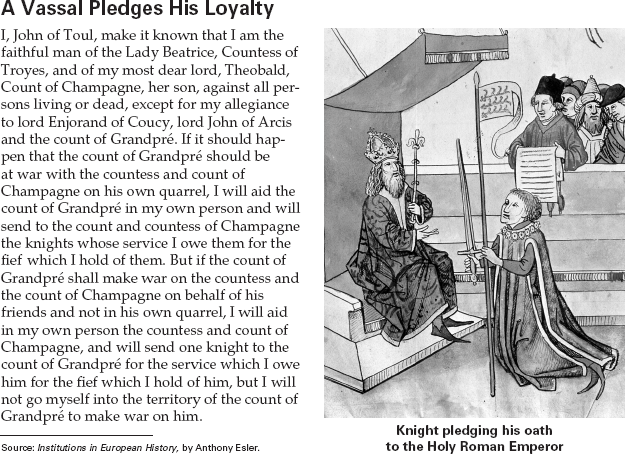 A Vassal Pledges His Loyalty
I, John of Toul, make it known that I am the
faithful man of the Lady Beatrice, Countess of
Troyes, and of my most dear lord, Theobald,
Count of Champagne, her son, against all per-
sons living or dead, except for my allegiance
to lord Enjorand of Coucy, lord John of Arcis
and the count of Grandpré. If it should hap-
pen that the count of Grandpré should be
at war with the countess and count of
Champagne on his own quarrel, I will aid the
count of Grandpré in my own person and will
send to the count and countess of Champagne
the knights whose service I owe them for the
fief which I hold of them. But if the count of
Grandpré shall make war on the countess and
the count of Champagne on behalf of his
friends and not in his own quarrel, I will aid
in my own person the countess and count of
Champagne, and will send one knight to the
count of Grandpré for the service which I owe
him for the fief which I hold of him, but I will
not go myself into the territory of the count of
Grandpré to make war on him.
Source: Institutions in European History, by Anthony Esler.
Knight pledging his oath
to the Holy Roman Emperor